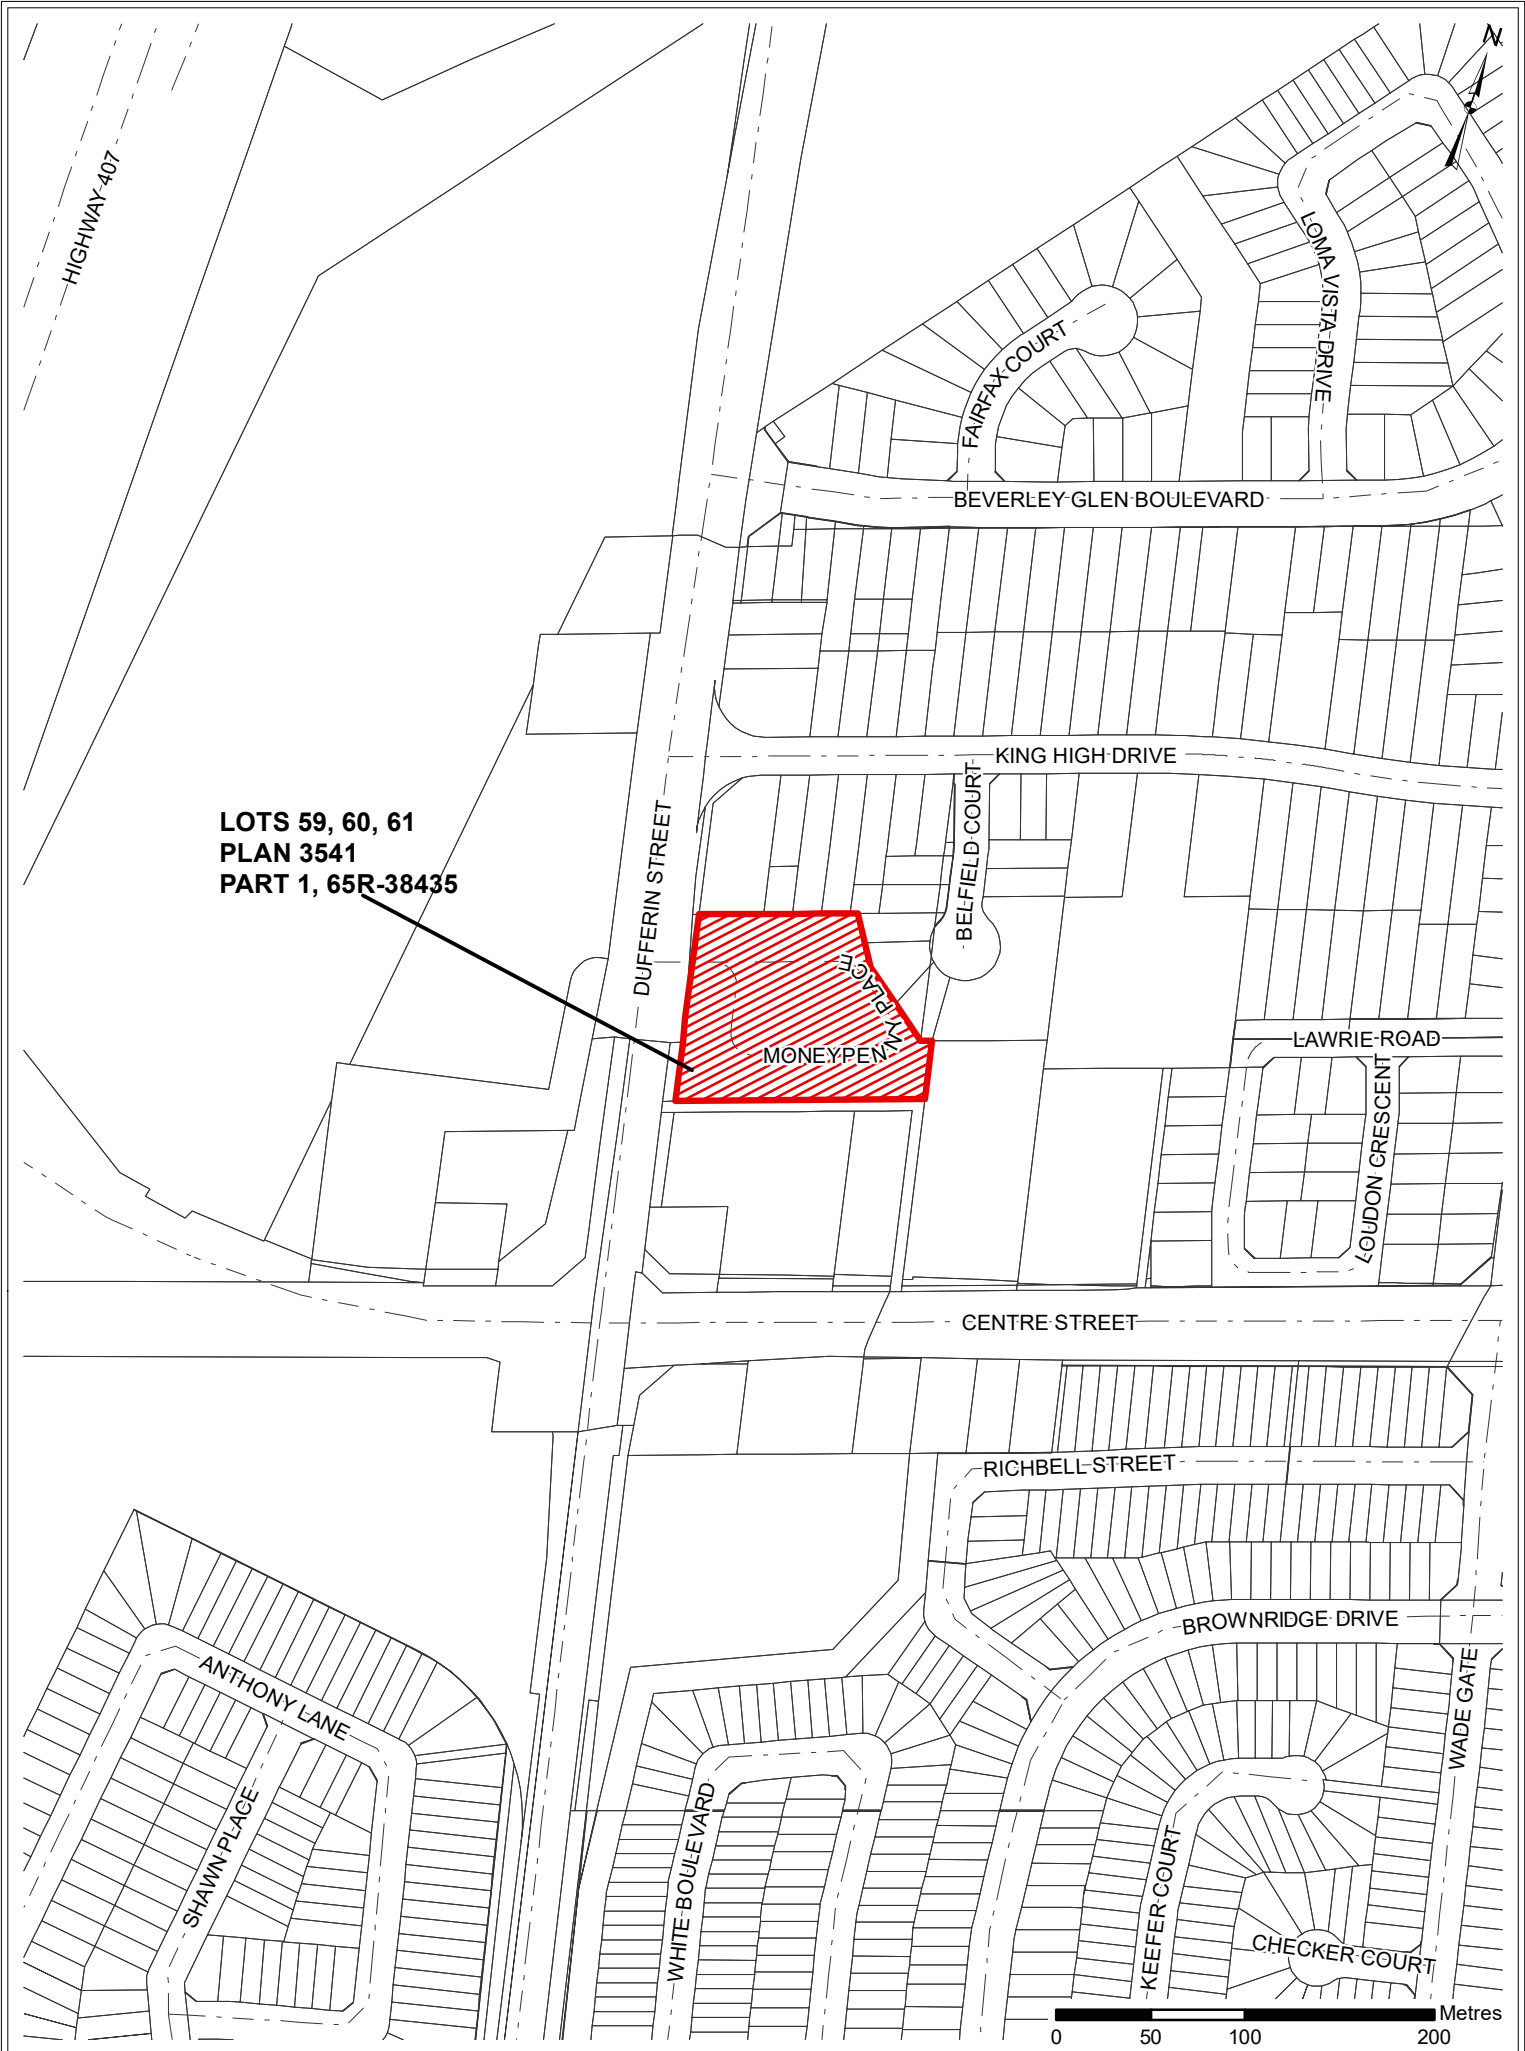 N
HIGHWAY 407
LOMA VISTA DRIVE
FAIRFAX COURT
BEVERLEY GLEN BOULEVARD
KING HIGH DRIVE
BELFIELD COURT
DUFFERIN STREET
LOTS 59, 60, 61
PLAN 3541
PART 1, 65R-38435
MONEYPENNY PLACE
LAWRIE ROAD
LOUDON CRESCENT
CENTRE STREET
RICHBELL STREET
BROWNRIDGE DRIVE
WADE GATE
ANTHONY LANE
SHAWN PLACE
WHITE BOULEVARD
KEEFER COURT
CHECKER COURT
Metres
0 50 100 200